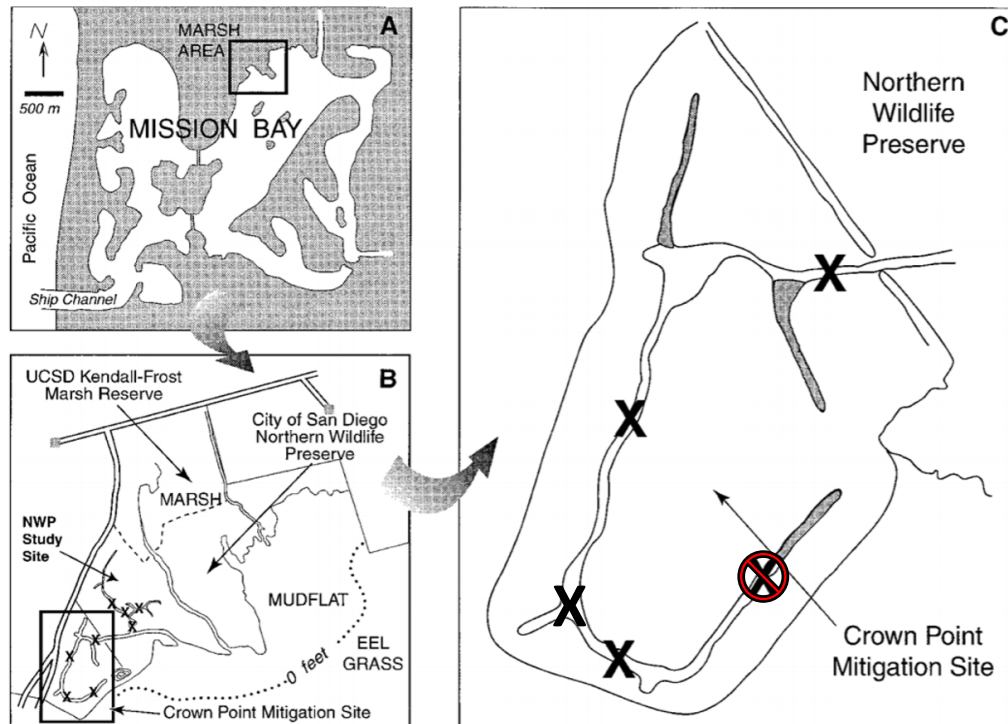 A
N
500 m
MARSH
AREA
MISSION BAY
Pacific Ocean
Ship Channel
B
UCSD Kendall-Frost
Marsh Reserve
City of San Diego
Northern Wildlife
Preserve
MARSH
NWP
Study
Site
MUDFLAT
EEL
GRASS
0 feet
Crown Point Mitigation Site
X
X
X
X
X
X
X
X
C
Northern
Wildlife
Preserve
X
X
X
X
X
Crown Point
Mitigation Site